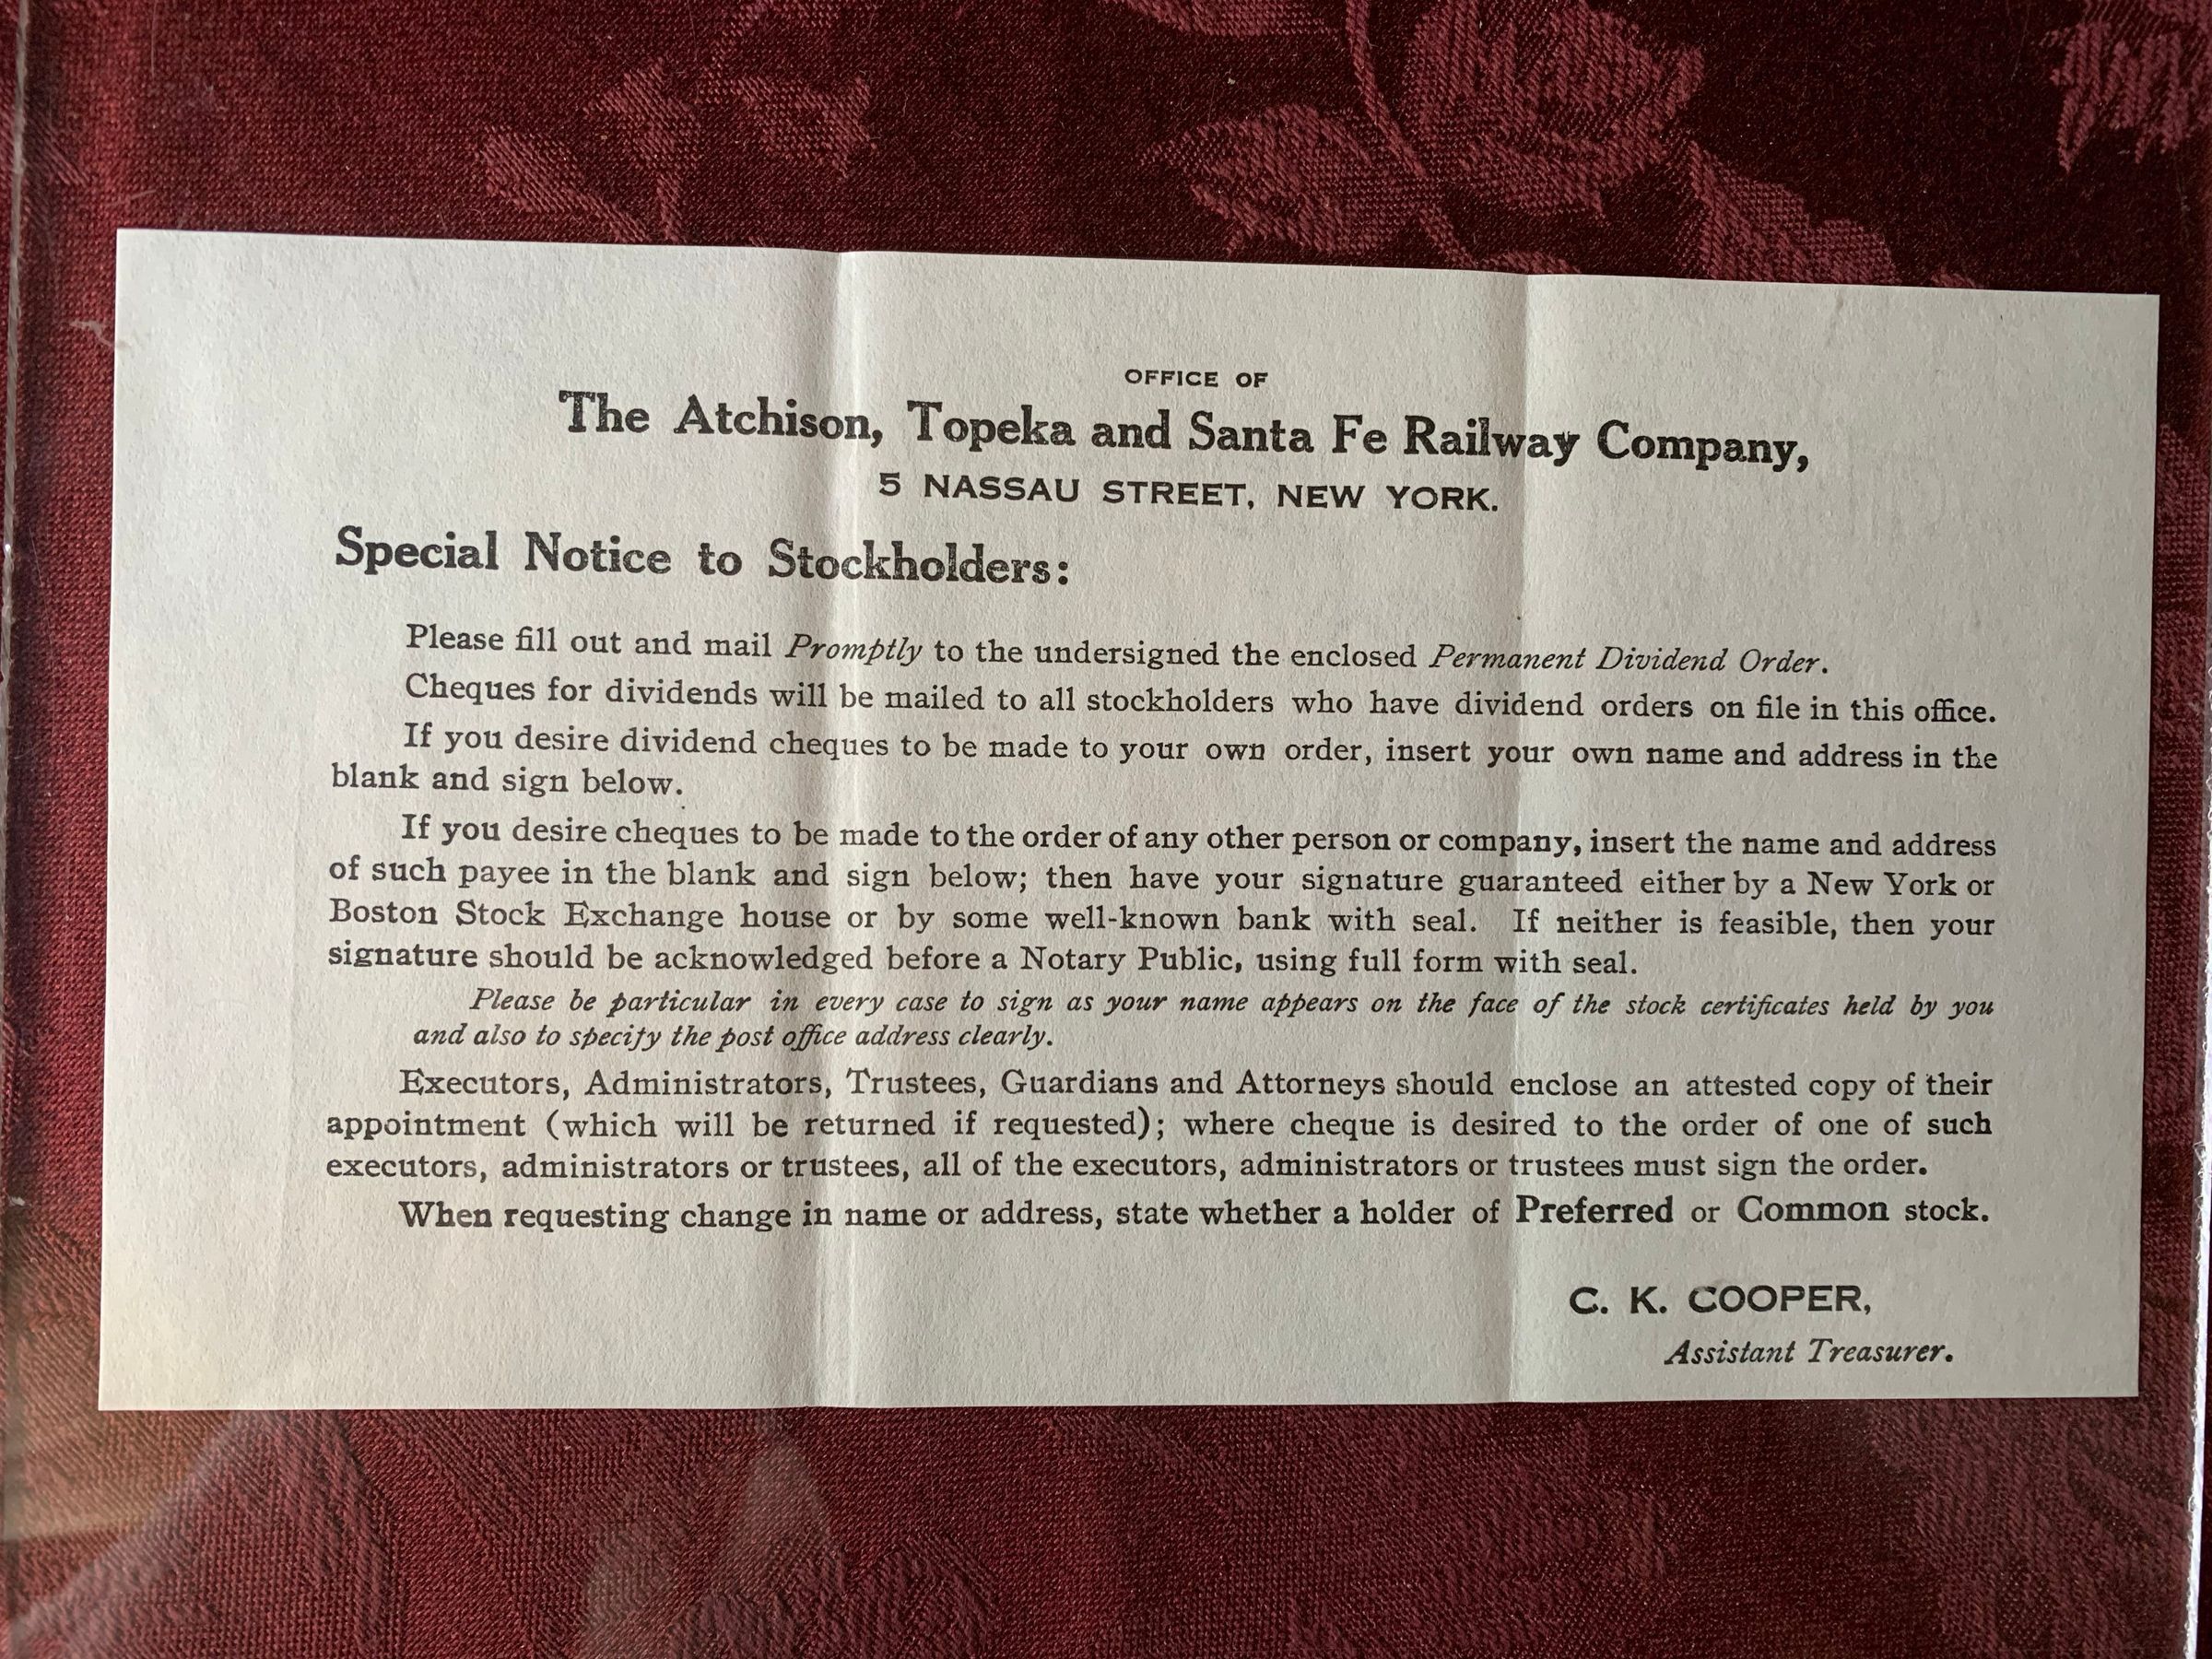 OFFICE OF
The Atchison, Topeka and Santa Fe Railway Company,
5 NASSAU STREET, NEW YORK.
Special Notice to Stockholders:
Please fill out and mail Promptly to the undersigned the enclosed Permanent Dividend Order.
Cheques for dividends will be mailed to all stockholders who have dividend orders on file in this office.
If you desire dividend cheques to be made to your own order, insert your own name and address in the
blank and sign below.
If you desire cheques to be made to the order of any other person or company, insert the name and address
of such payee in the blank and sign below; then have your signature guaranteed either by a New York or
Boston Stock Exchange house or by some well-known bank with seal. If neither is feasible, then your
signature should be acknowledged before a Notary Public, using full form with seal.
Please be particular in every case to sign as your name appears on the face of the stock certificates held by you
and also to specify the post office address clearly.
Executors, Administrators, Trustees, Guardians and Attorneys should enclose an attested copy of their
appointment (which will be returned if requested); where cheque is desired to the order of one of such
executors, administrators or trustees, all of the executors, administrators or trustees must sign the order.
When requesting change in name or address, state whether a holder of Preferred or Common stock.
C. K. COOPER,
Assistant Treasurer.